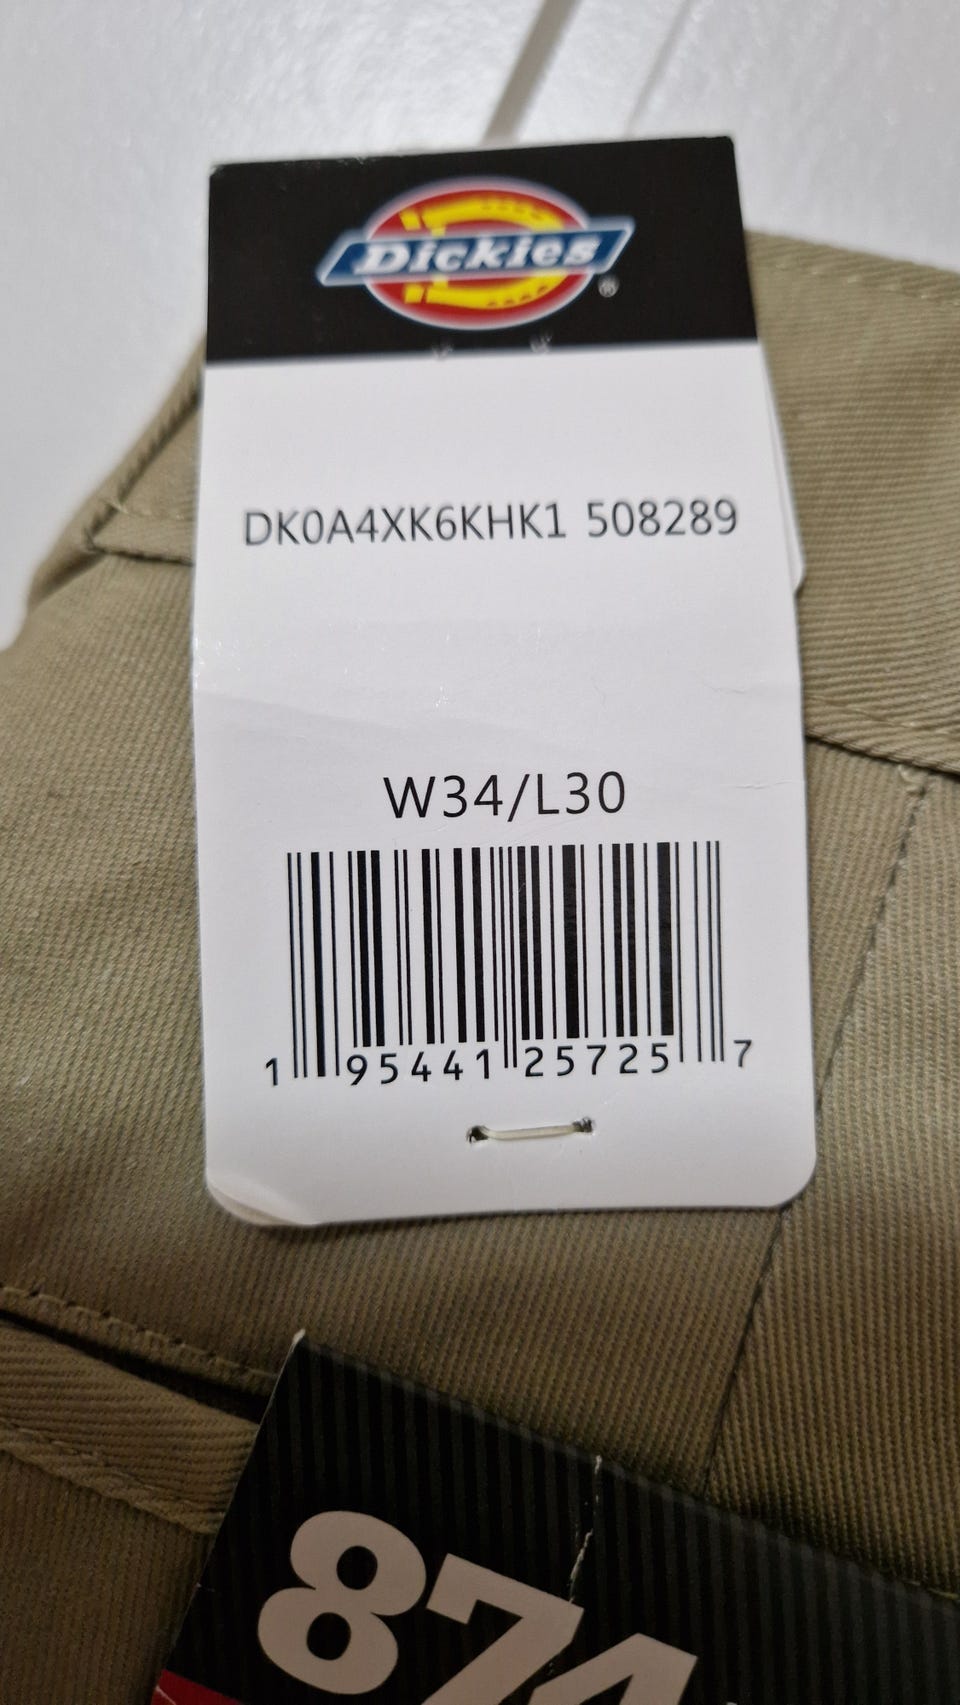 Dickies®
DK0A4XK6KHK1 508289
W34/L30
1 95441 25725 7
874